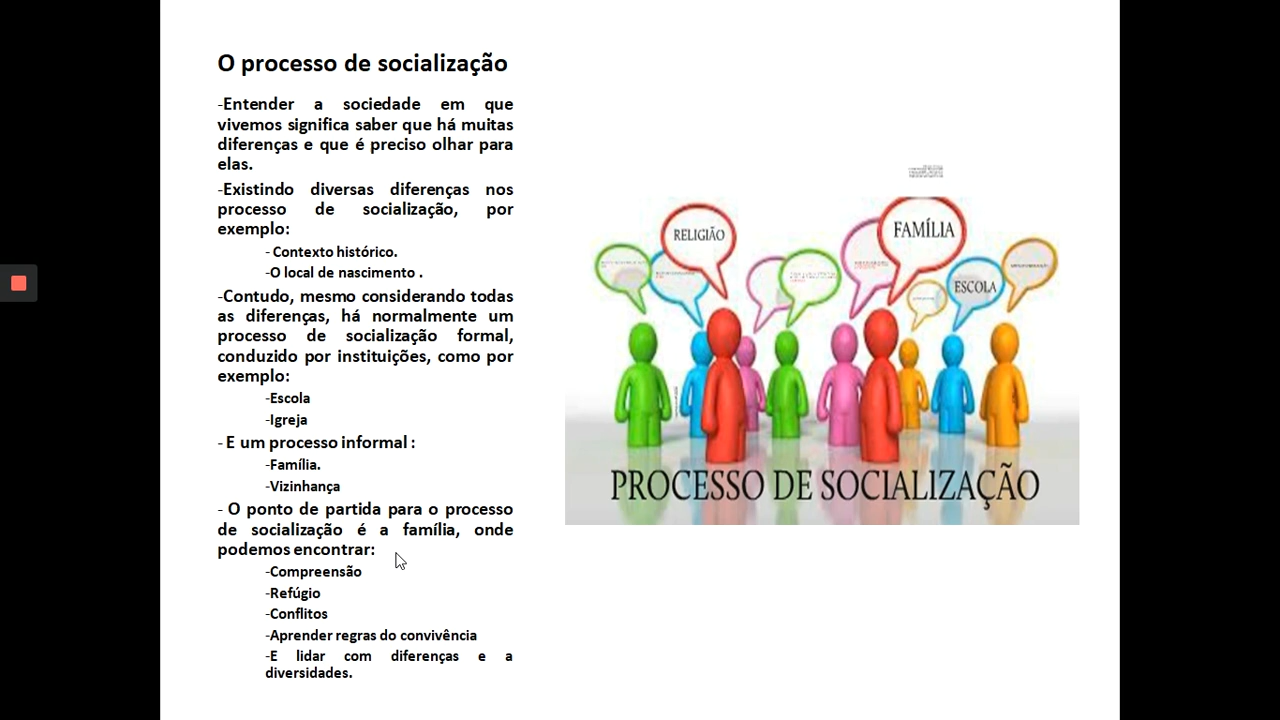 O processo de socialização
-Entender a sociedade em que
vivemos significa saber que há muitas
diferenças e que é preciso olhar para
elas.
-Existindo diversas diferenças nos
processo de socialização, por
exemplo:
- Contexto histórico.
-O local de nascimento .
-Contudo, mesmo considerando todas
as diferenças, há normalmente um
processo de socialização formal,
conduzido por instituições, como por
exemplo:
-Escola
-Igreja
- E um processo informal :
-Família.
-Vizinhança
- O ponto de partida para o processo
de socialização é a família, onde
podemos encontrar:
-Compreensão
-Refúgio
-Conflitos
-Aprender regras do convivência
-E lidar com diferenças e a
diversidades.
RELIGIÃO
FAMÍLIA
ESCOLA
PROCESSO DE SOCIALIZAÇÃO